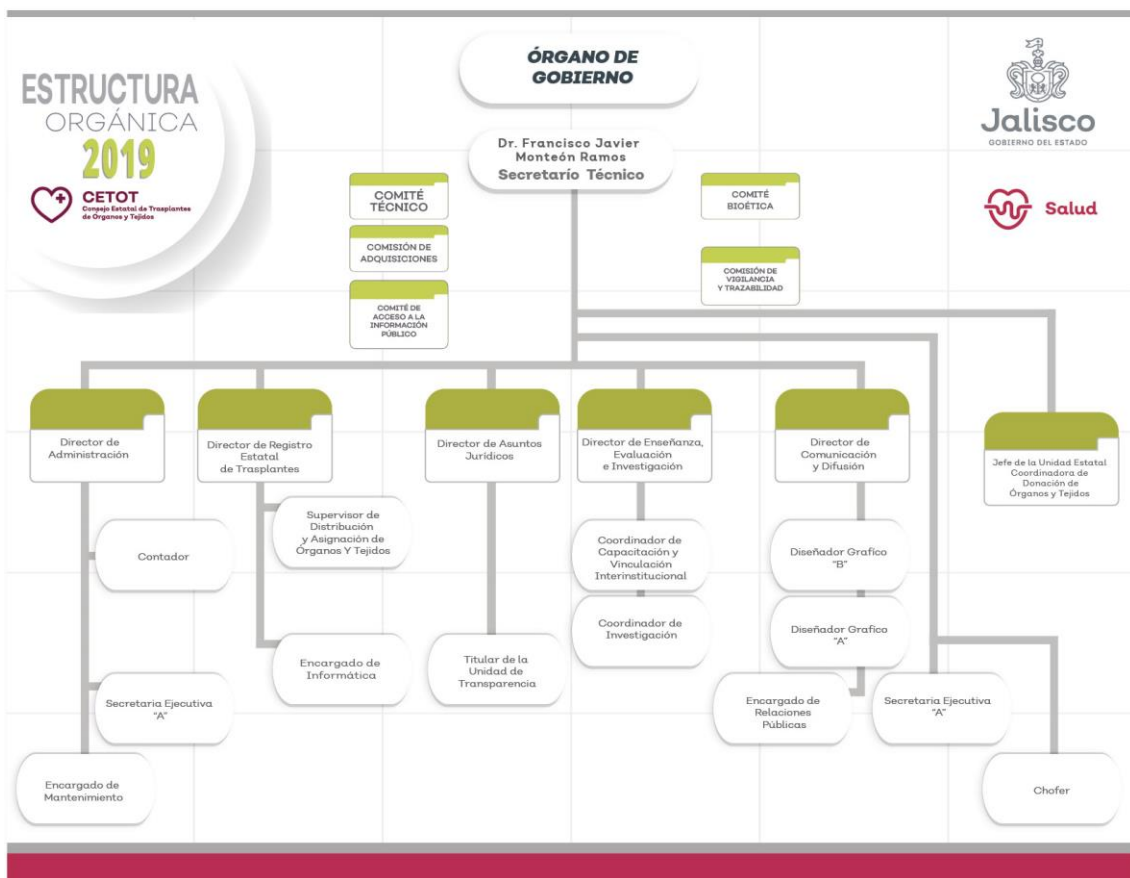 ESTRUCTURA
ORGÁNICA
2019
CETOT
Consejo Estatal de Trasplantes
de Órganos y Tejidos
ÓRGANO DE
GOBIERNO
Jalisco
GOBIERNO DEL ESTADO
Salud
Dr. Francisco Javier
Monteón Ramos
Secretario Técnico
COMITÉ
TÉCNICO
COMITÉ
BIOÉTICA
COMISIÓN DE
ADQUISICIONES
COMISIÓN DE
VIGILANCIA
Y TRAZABILIDAD
COMITÉ DE
ACCESO A LA
INFORMACIÓN
PÚBLICO
Director de
Administración
Director de Registro
Estatal
de Trasplantes
Director de Asuntos
Jurídicos
Director de Enseñanza,
Evaluación
e Investigación
Director de
Comunicación
y Difusión
Jefe de la Unidad Estatal
Coordinadora de
Donación de
Órganos y Tejidos
Contador
Supervisor de
Distribución
y Asignación de
Órganos Y Tejidos
Coordinador de
Capacitación y
Vinculación
Interinstitucional
Diseñador Grafico
"B"
Coordinador de
Investigación
Diseñador Grafico
"A"
Encargado de
Informática
Titular de la
Unidad de
Transparencia
Secretaria Ejecutiva
"A"
Encargado de
Relaciones
Públicas
Secretaria Ejecutiva
"A"
Encargado de
Mantenimiento
Chofer